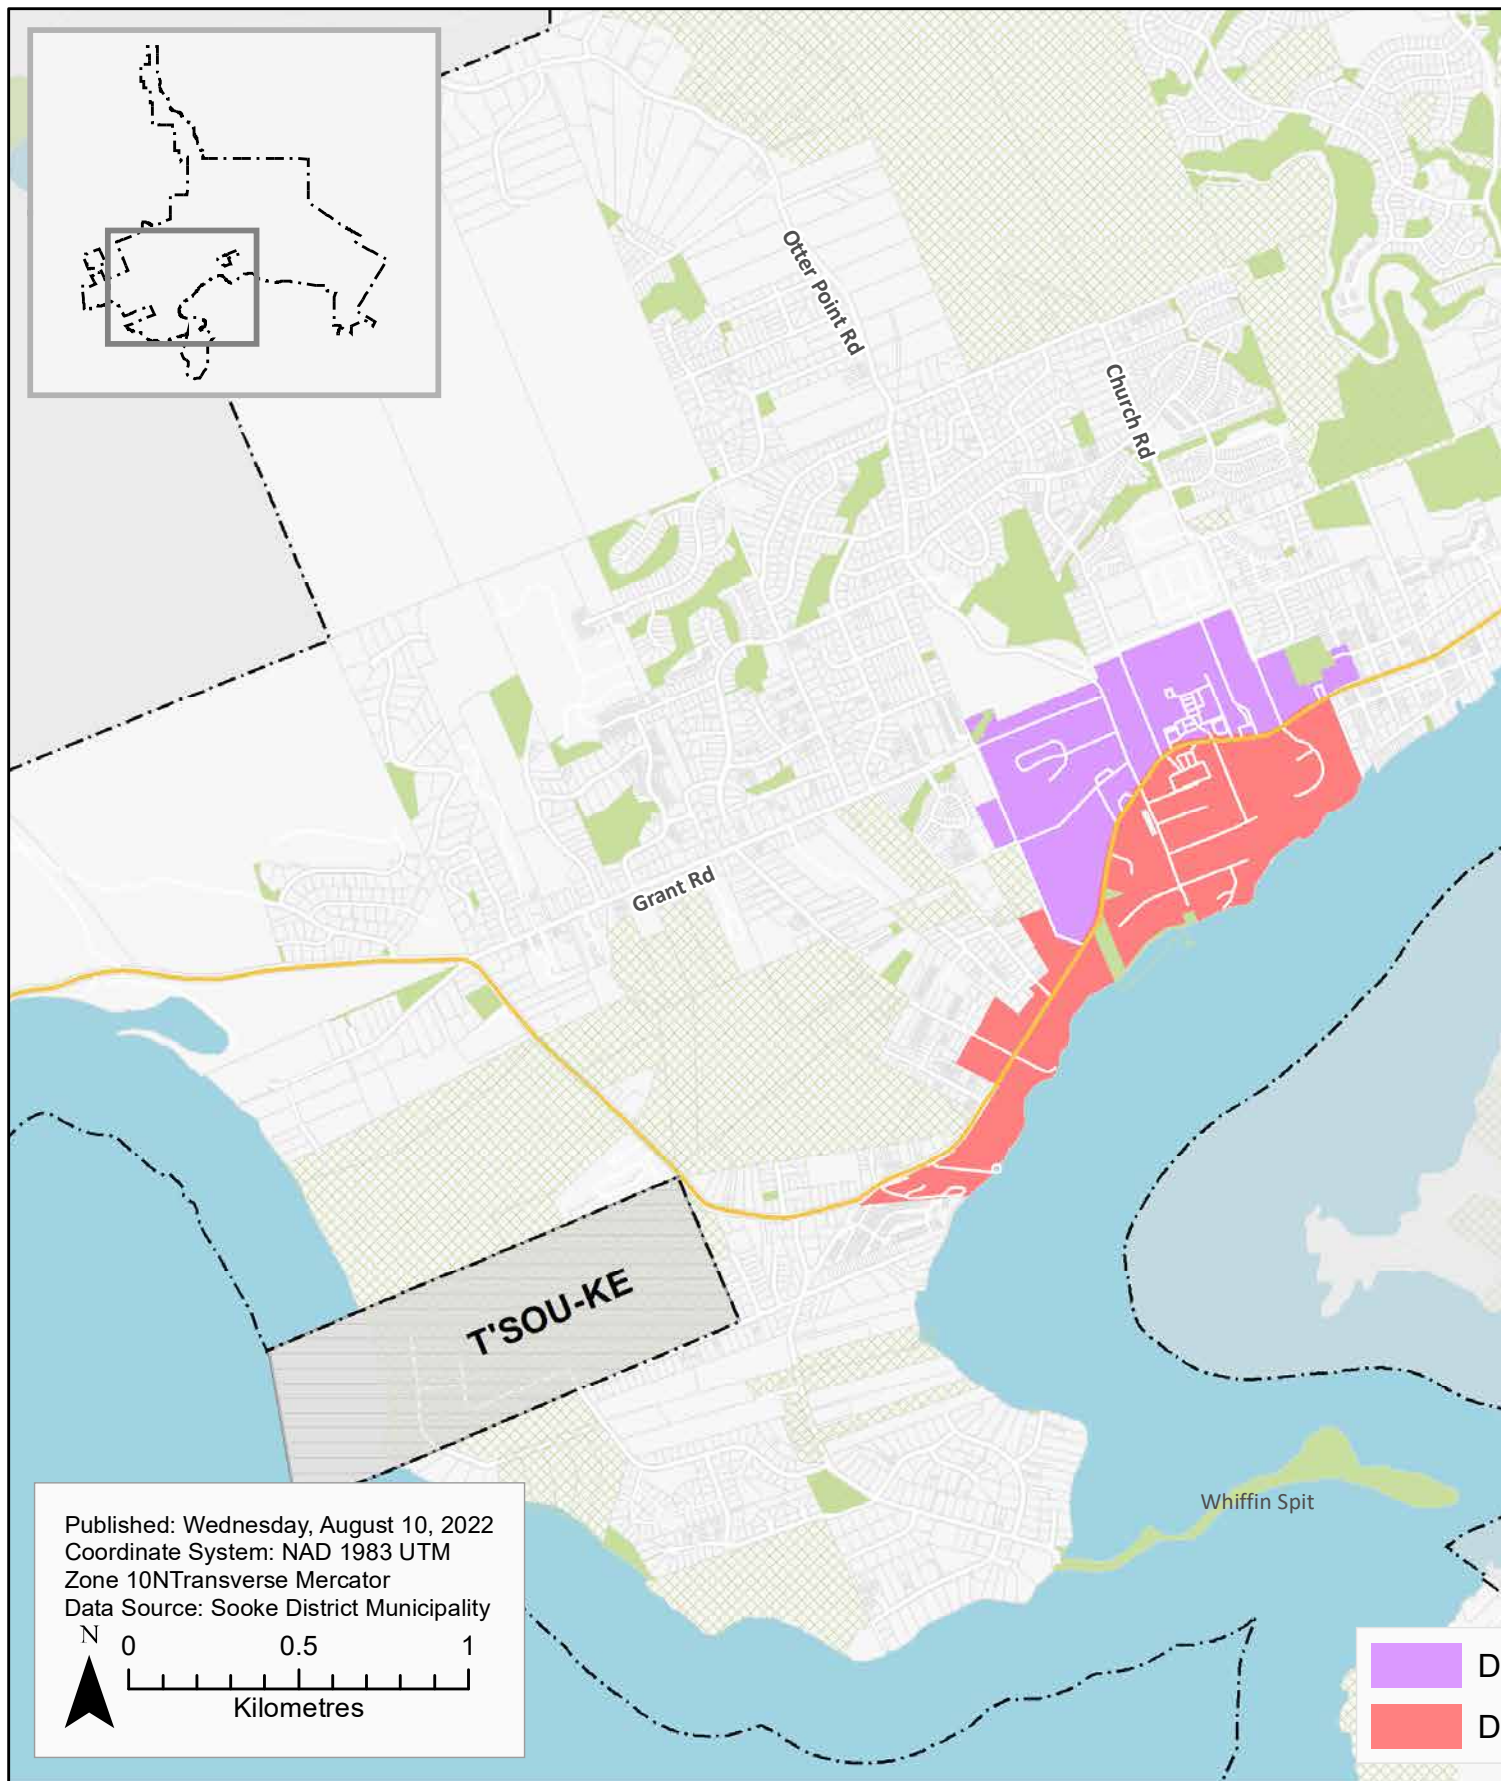 Otter Point Rd
Church Rd
Grant Rd
T'SOU-KE
Whiffin Spit
Published: Wednesday, August 10, 2022
Coordinate System: NAD 1983 UTM
Zone 10NTransverse Mercator
Data Source: Sooke District Municipality
N
0 0.5 1
Kilometres
D
D